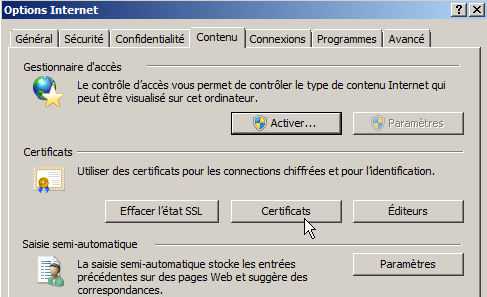 Options Internet
Général Sécurité Confidentialité Contenu Connexions Programmes Avancé
Gestionnaire d'accès
Le contrôle d'accès vous permet de contrôler le type de contenu Internet qui
peut être visualisé sur cet ordinateur.
Activer... Paramètres
Certificats
Utiliser des certificats pour les connections chiffrées et pour l'identification.
Effacer l'état SSL Certificats Éditeurs
Saisie semi-automatique
La saisie semi-automatique stocke les entrées
précédentes sur des pages Web et suggère des
correspondances.
Paramètres